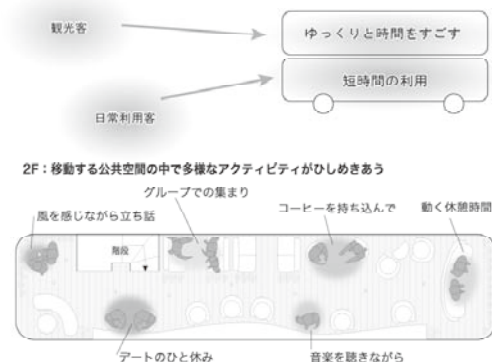 観光客
ゆっくりと時間をすごす
短時間の利用
日常利用客
2F：移動する公共空間の中で多様なアクティビティがひしめきあう
グループでの集まり
風を感じながら立ち話
コーヒーを持ち込んで
動く休憩時間
階段
アートのひと休み
音楽を聴きながら